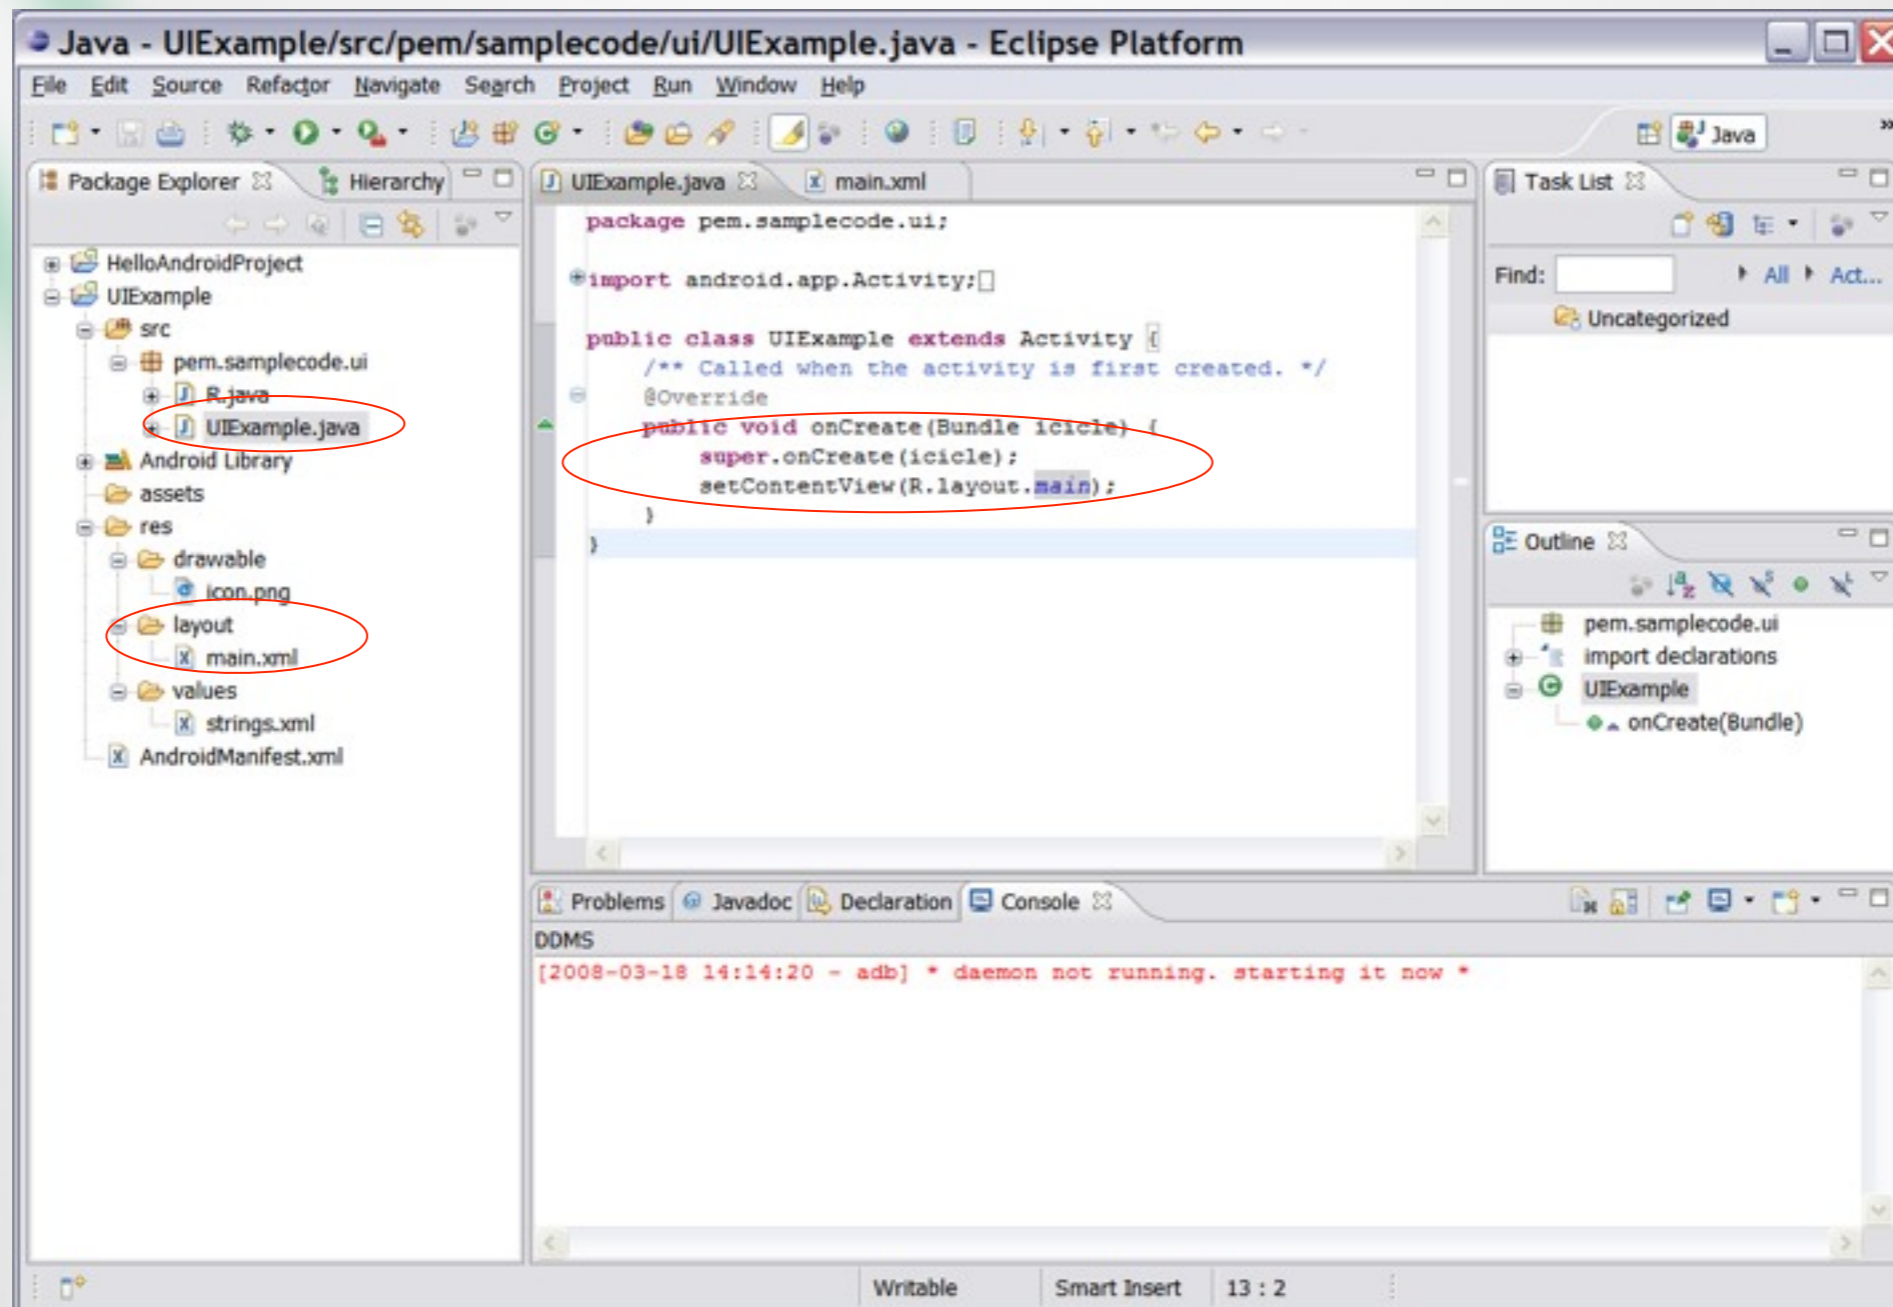 Java - UIExample/src/pem/samplecode/ui/UIExample.java - Eclipse Platform
File Edit Source Refactor Navigate Search Project Run Window Help
Java
Package Explorer Hierarchy
HelloAndroidProject
UIExample
src
pem.samplecode.ui
R.java
UIExample.java
Android Library
assets
res
drawable
icon.png
layout
main.xml
values
strings.xml
AndroidManifest.xml
UIExample.java main.xml
package pem.samplecode.ui;
import android.app.Activity;
public class UIExample extends Activity {
/** Called when the activity is first created. */
@Override
public void onCreate(Bundle icicle) {
super.onCreate(icicle);
setContentView(R.layout.main);
}
}
Task List
Find: All Act...
Uncategorized
Outline
pem.samplecode.ui
import declarations
UIExample
onCreate(Bundle)
Problems Javadoc Declaration Console
DDMS
[2008-03-18 14:14:20 - adb] * daemon not running. starting it now *
Writable Smart Insert 13 : 2